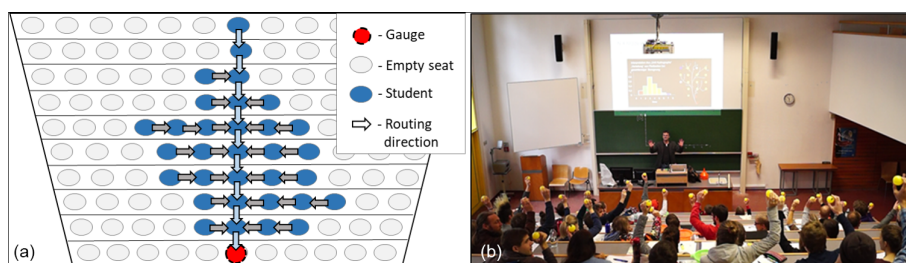 - Gauge
- Empty seat
- Student
- Routing
direction
(a)
(b)